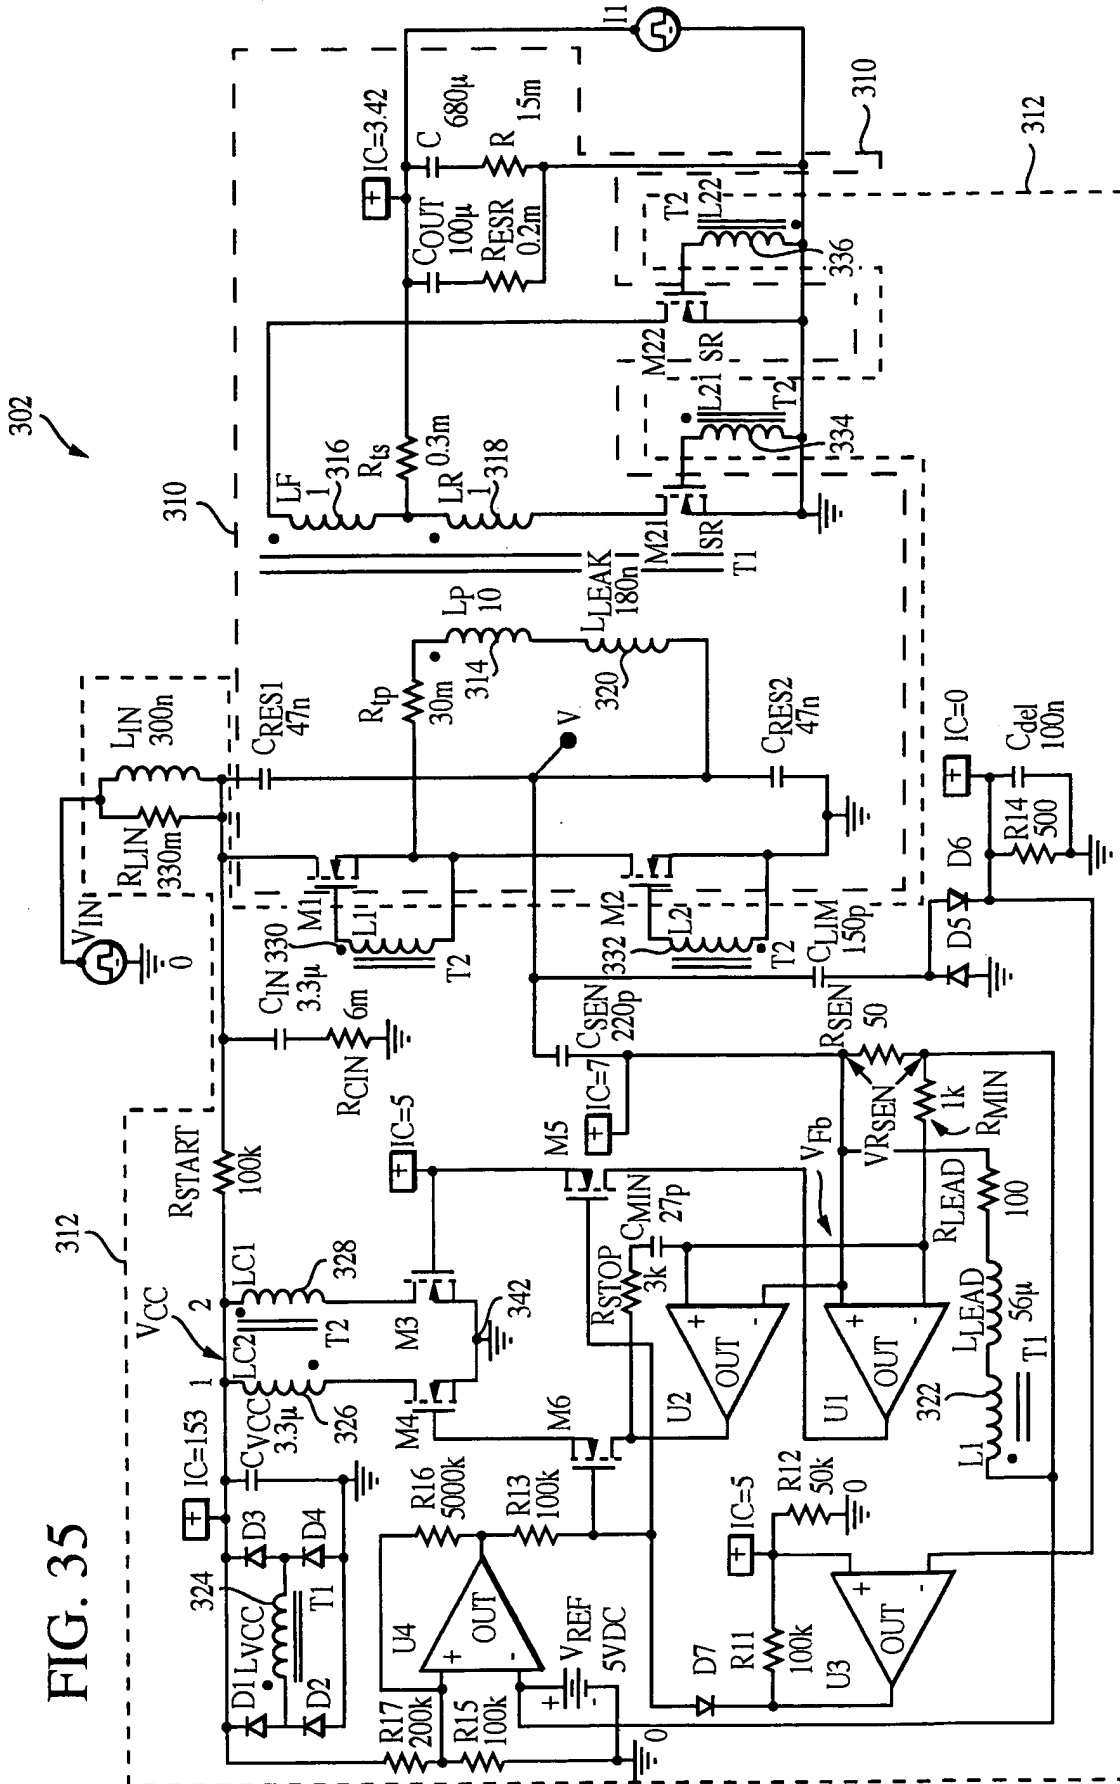 FIG. 35
302
310
312
VIN
0
RLIN
330m
LIN
300n
CRES1
47n
CRES2
47n
V
Rtp
30m
LP
10
314
LLEAK
180n
320
T1
LF
1
316
Rts
0.3m
LR
1
318
COUT
100µ
RESR
0.2m
IC=3.42
C
680µ
R
15m
I1
M21
SR
L21
T2
334
M22
SR
T2
L22
336
310
312
M1
L1
330
T2
M2
L2
332
T2
CIN
3.3µ
RCIN
6m
CLIM
150p
D5
D6
IC=0
R14
500
Cdel
100n
312
RSTART
100k
VCC
IC=153
D1
D2
D3
D4
LVCC
324
T1
CVCC
3.3µ
1
2
LC2
LC1
326
328
T2
M3
M4
342
IC=5
M5
M6
IC=7
CSEN
220p
RSEN
50
VRSEN
1k
RMIN
VFb
CMIN
27p
RSTOP
3k
U2
+
-
OUT
U1
+
-
OUT
RLEAD
100
LLEAD
56µ
L1
322
T1
R16
5000k
R13
100k
U4
+
-
OUT
R17
200k
R15
100k
VREF
5VDC
+
-
0
D7
R11
100k
IC=5
R12
50k
0
U3
+
-
OUT